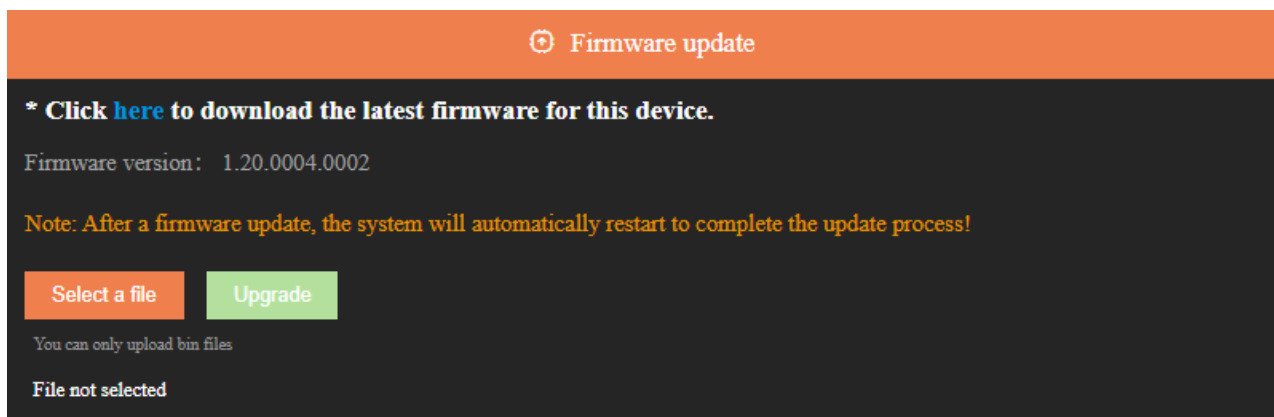 Firmware update
* Click here to download the latest firmware for this device.
Firmware version： 1.20.0004.0002
Note: After a firmware update, the system will automatically restart to complete the update process!
Select a file Upgrade
You can only upload bin files
File not selected